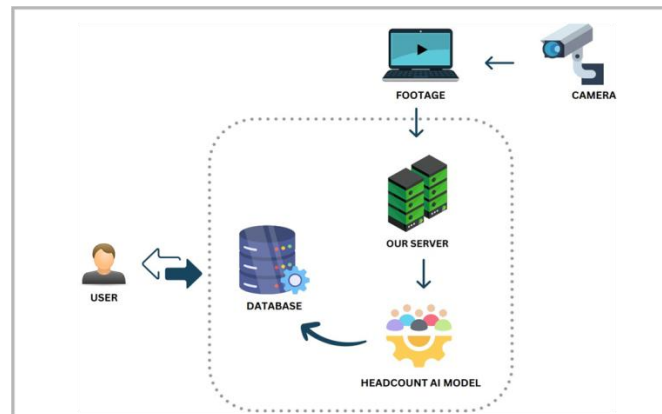 FOOTAGE
CAMERA
OUR SERVER
USER
DATABASE
HEADCOUNT AI MODEL